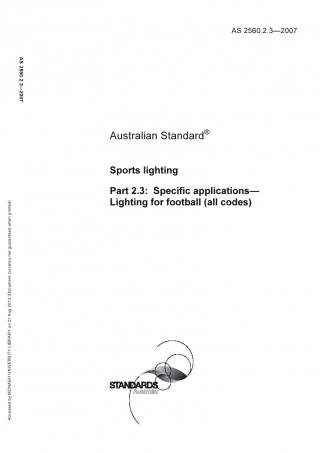 AS 2560.2.3—2007
AS 2560.2.3—2007
Australian Standard®
Sports lighting
Part 2.3: Specific applications—
Lighting for football (all codes)
Accessed by MONASH UNIVERSITY LIBRARY on 21 Aug 2010 (Document currency not guaranteed when printed)
STANDARDS
Australia